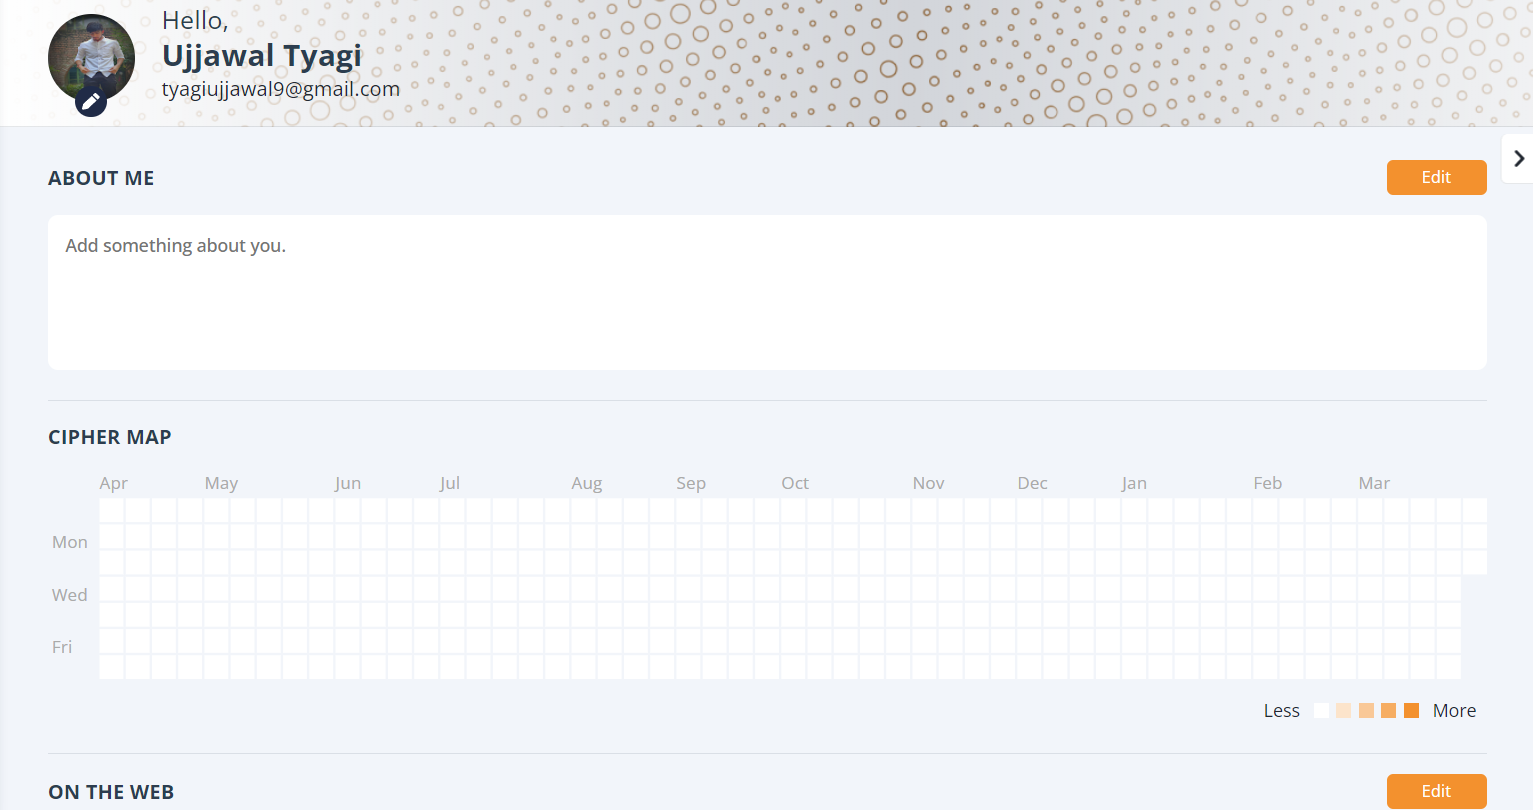 Hello,
Ujjawal Tyagi
tyagiujjawal9@gmail.com
ABOUT ME
Edit
Add something about you.
CIPHER MAP
Apr May Jun Jul Aug Sep Oct Nov Dec Jan Feb Mar
Mon
Wed
Fri
Less More
ON THE WEB
Edit